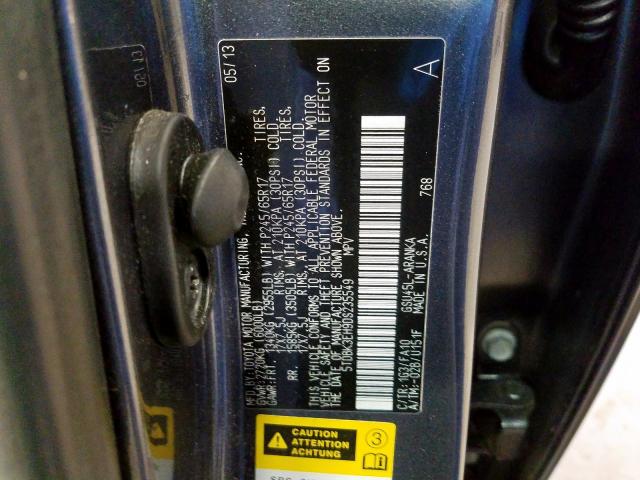 MFD. BY:TOYOTA MOTOR MANUFACTURING, 05/13
GVWR:2720KG (6000LB)
GAWR:FRT. 1340KG (2955LB) WITH P245/65R17 TIRES,
17X7.5J RIMS, AT 210KPA (30PSI) COLD.
RR. 1585KG (3505LB) WITH P245/65R17 TIRES,
17X7.5J RIMS, AT 210KPA (30PSI) COLD.
THIS VEHICLE CONFORMS TO ALL APPLICABLE FEDERAL MOTOR
VEHICLE SAFETY AND THEFT PREVENTION STANDARDS IN EFFECT ON
DATE OF MANUFACTURE SHOWN ABOVE.
5TDBK3EH9DS235549 MPV
A
768
C/TR:1G3/FA10 GSU45L-ARANKA
A/TM:-02B/U151F MADE IN U.S.A.
CAUTION
ATTENTION
ACHTUNG
3
SRS
02113